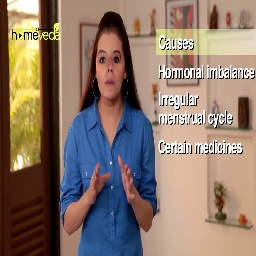 homeveda
Causes
Hormonal imbalance
Irregular
menstrual cycle
Certain medicines